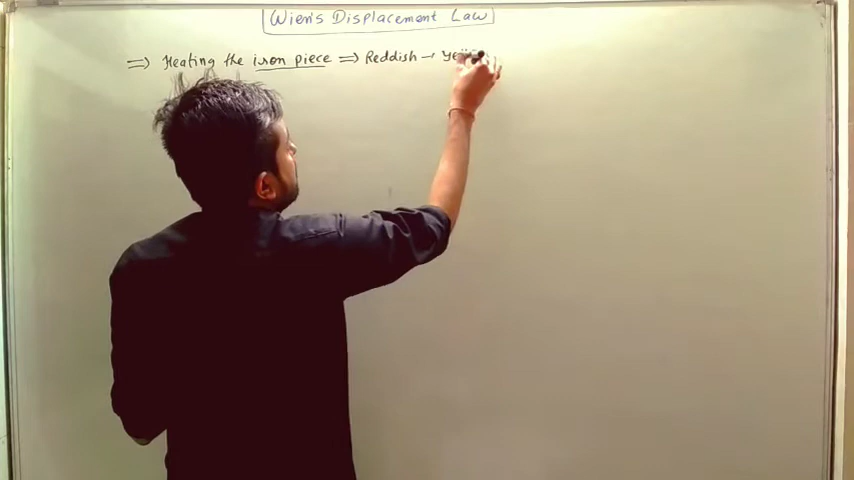 Wien's Displacement Law
⇒ Heating the iron piece ⇒ Reddish →